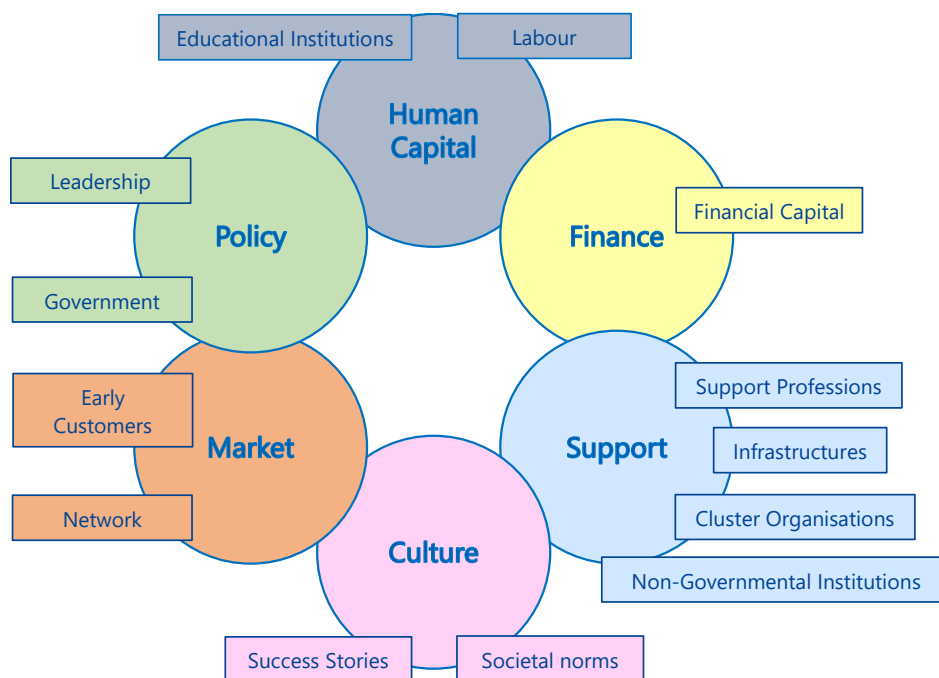 Educational Institutions
Labour
Human
Capital
Leadership
Policy
Government
Finance
Financial Capital
Early
Customers
Market
Network
Support
Support Professions
Infrastructures
Cluster Organisations
Non-Governmental Institutions
Culture
Success Stories
Societal norms